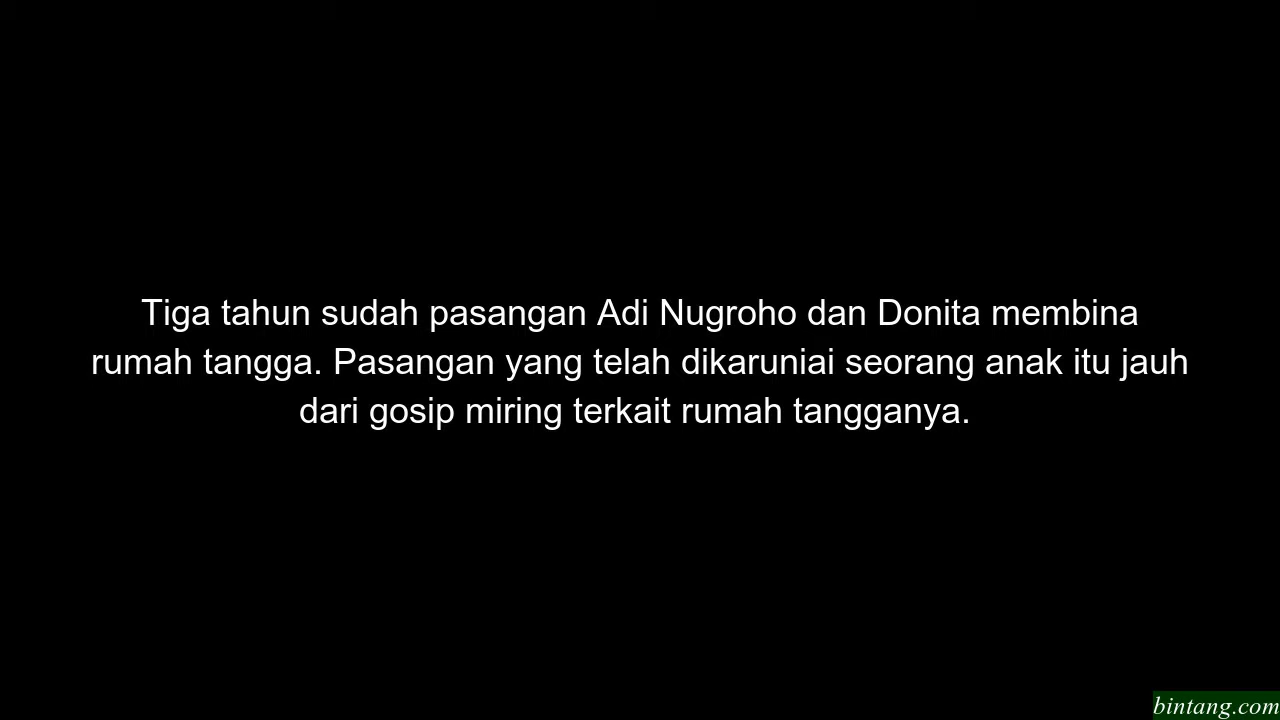 Tiga tahun sudah pasangan Adi Nugroho dan Donita membina
rumah tangga. Pasangan yang telah dikaruniai seorang anak itu jauh
dari gosip miring terkait rumah tangganya.
bintang.com